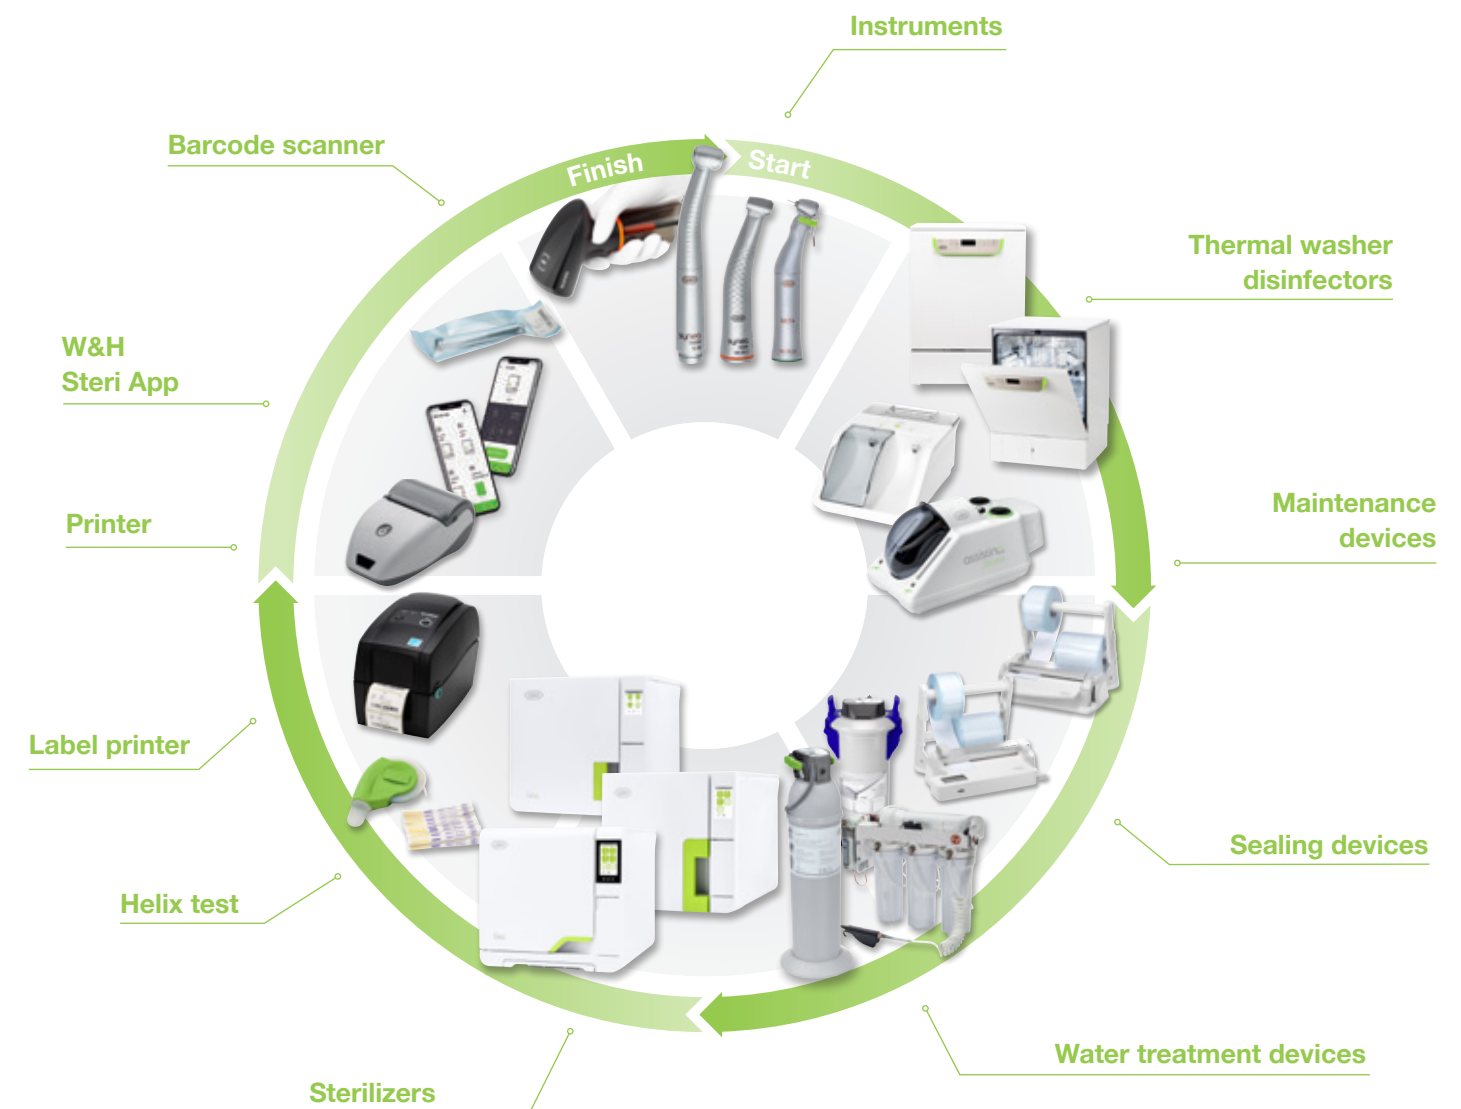 Instruments
Barcode scanner
Finish
Start
Thermal washer
disinfectors
W&H
Steri App
Maintenance
devices
Printer
assistina
Label printer
Sealing devices
Helix test
Water treatment devices
Sterilizers